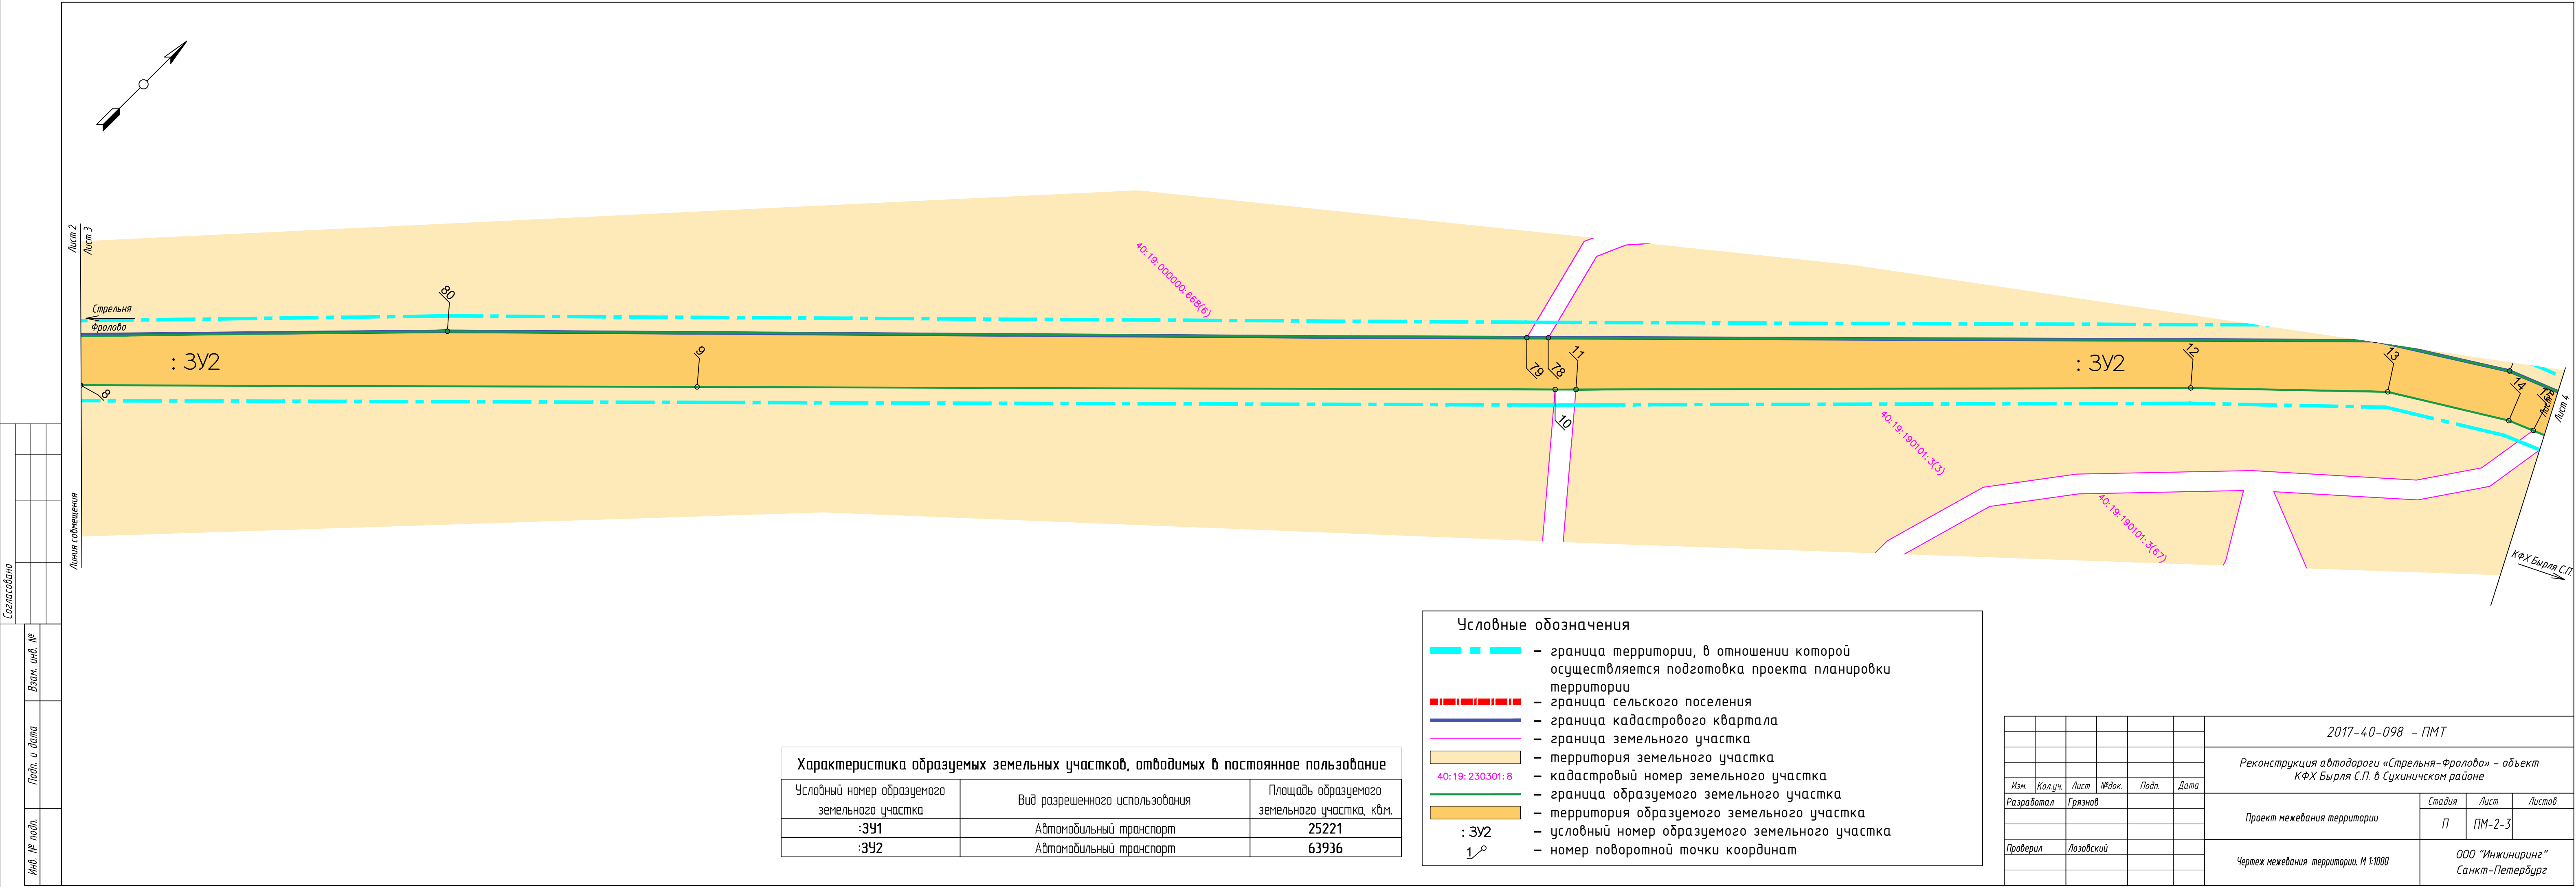 Лист 2
Лист 3
Стрельня
Фролово
: ЗУ2
80
9
8
40:19:000000:668(6)
79
78
11
10
: ЗУ2
12
13
14
40:19:190101:3(3)
40:19:190101:3(67)
Лист 4
КФХ Бырля С.П.
Линия совмещения
Согласовано
Взам. инв. №
Подп. и дата
Инв. № подп.
Характеристика образуемых земельных участков, отводимых в постоянное пользование
Условный номер образуемого земельного участка
Вид разрешенного использования
Площадь образуемого земельного участка, кв.м.
:ЗУ1 Автомобильный транспорт 25221
:ЗУ2 Автомобильный транспорт 63936
Условные обозначения
– граница территории, в отношении которой
осуществляется подготовка проекта планировки
территории
– граница сельского поселения
– граница кадастрового квартала
– граница земельного участка
– территория земельного участка
40:19:230301:8 – кадастровый номер земельного участка
– граница образуемого земельного участка
– территория образуемого земельного участка
: ЗУ2 – условный номер образуемого земельного участка
1 – номер поворотной точки координат
2017-40-098 - ПМТ
Реконструкция автодороги «Стрельня-Фролово» - объект
КФХ Бырля С.П. в Сухиничском районе
Изм. Кол.уч. Лист №док. Подп. Дата
Разработал Грязнов
Проект межевания территории
Стадия Лист Листов
П ПМ-2-3
Проверил Лозовский
Чертеж межевания территории. М 1:1000
ООО "Инжиниринг"
Санкт-Петербург